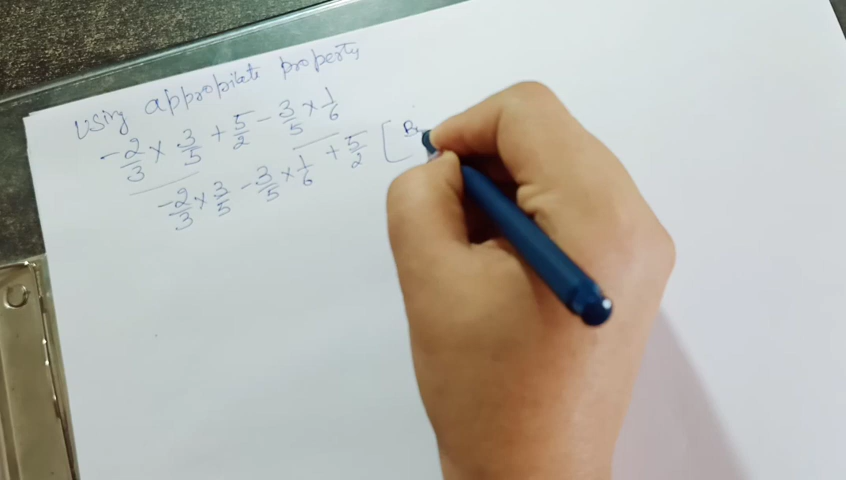 Using appropilate property
-2/3 × 3/5 + 5/2 - 3/5 × 1/6
-2/3 × 3/5 - 3/5 × 1/6 + 5/2 [